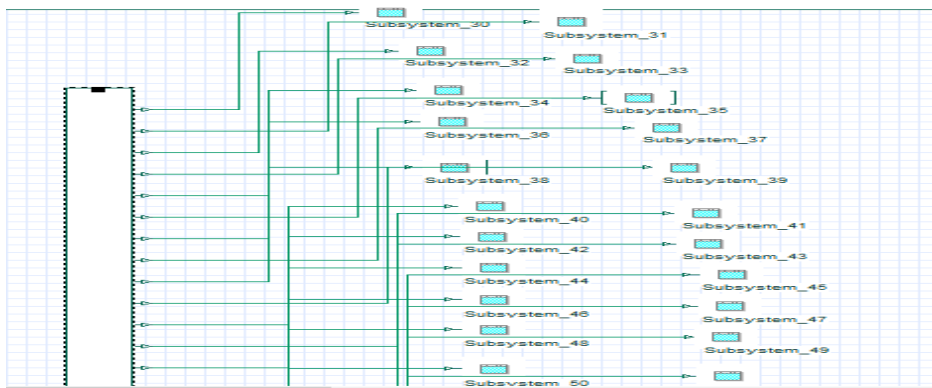 Subsystem_30
Subsystem_31
Subsystem_32
Subsystem_33
Subsystem_34
Subsystem_35
Subsystem_36
Subsystem_37
Subsystem_38
Subsystem_39
Subsystem_40
Subsystem_41
Subsystem_42
Subsystem_43
Subsystem_44
Subsystem_45
Subsystem_46
Subsystem_47
Subsystem_48
Subsystem_49
Subsystem_50